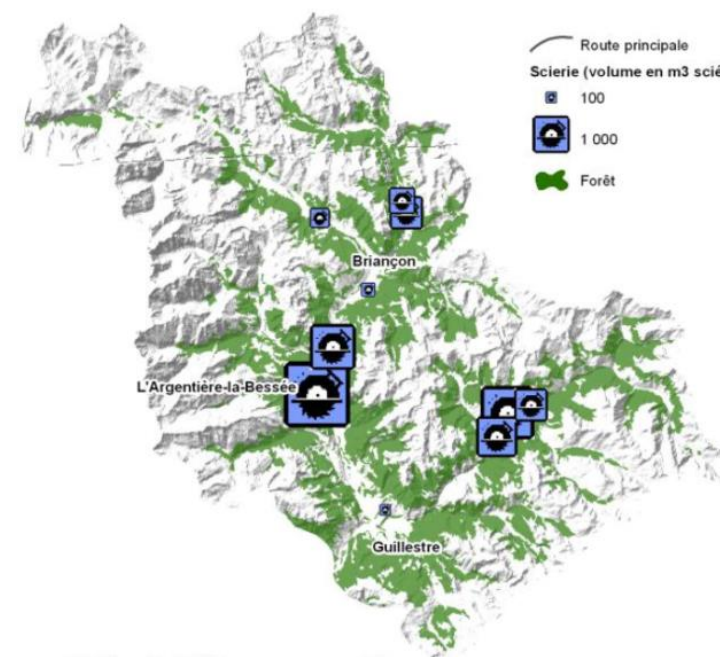 Route principale
Scierie (volume en m3 scié
100
1 000
Forêt
Briançon
L'Argentière-la-Bessée
Guillestre